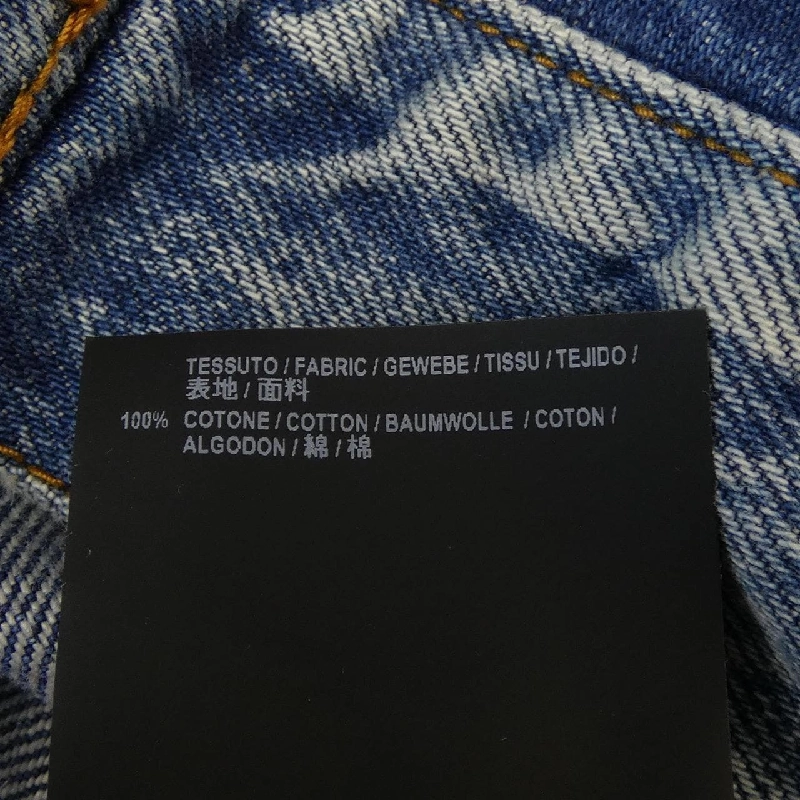 TESSUTO / FABRIC / GEWEBE / TISSU / TEJIDO /
表地 / 面料
100% COTONE / COTTON / BAUMWOLLE / COTON /
ALGODON / 綿 / 棉